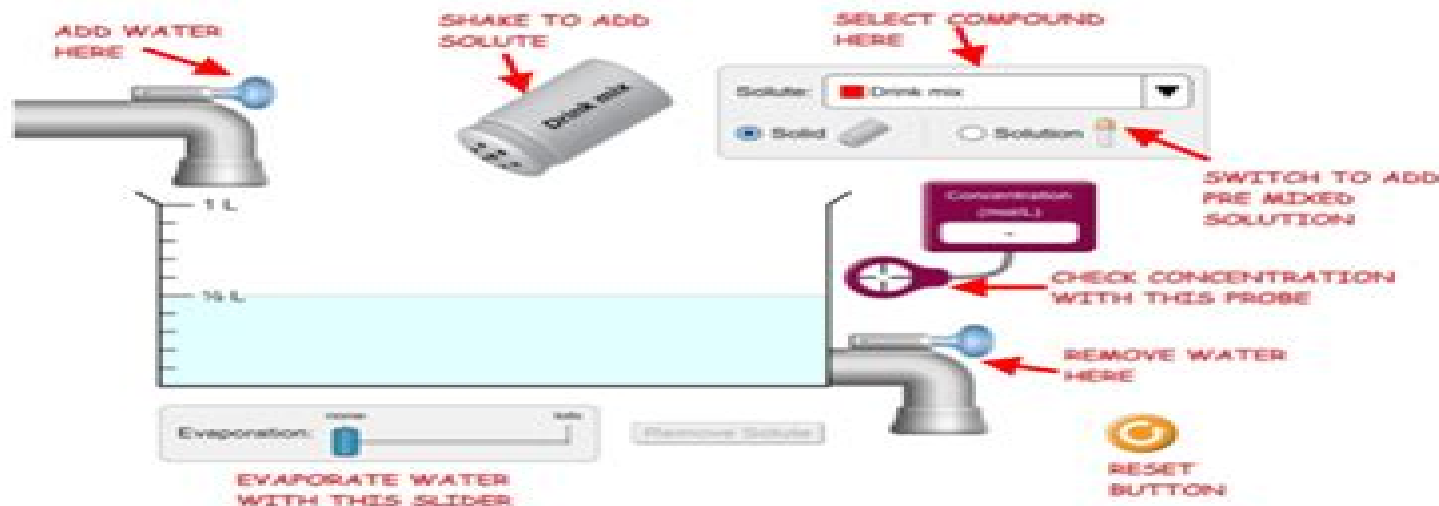 ADD WATER
HERE
SHAKE TO ADD
SOLUTE
SELECT COMPOUND
HERE
Drink mix
Solute: Drink mix
Solid Solution
SWITCH TO ADD
PRE MIXED
SOLUTION
1 L
½ L
Concentration
(mol/L)
-
CHECK CONCENTRATION
WITH THIS PROBE
REMOVE WATER
HERE
none lots
Evaporation:
Remove Solute
EVAPORATE WATER
WITH THIS SLIDER
RESET
BUTTON